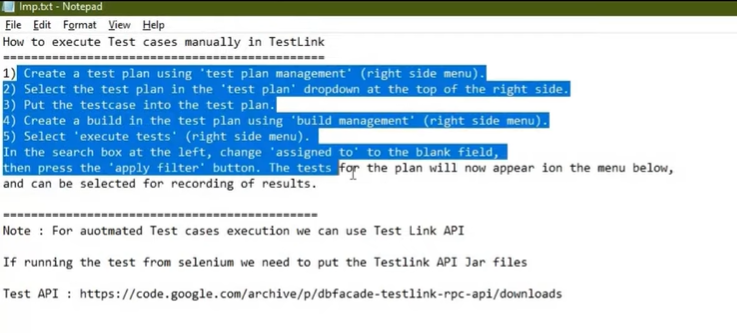 Imp.txt - Notepad
File Edit Format View Help
How to execute Test cases manually in TestLink
==============================================
1) Create a test plan using 'test plan management' (right side menu).
2) Select the test plan in the 'test plan' dropdown at the top of the right side.
3) Put the testcase into the test plan.
4) Create a build in the test plan using 'build management' (right side menu).
5) Select 'execute tests' (right side menu).
In the search box at the left, change 'assigned to' to the blank field,
then press the 'apply filter' button. The tests for the plan will now appear ion the menu below,
and can be selected for recording of results.
=============================================
Note : For auotmated Test cases execution we can use Test Link API
If running the test from selenium we need to put the Testlink API Jar files
Test API : https://code.google.com/archive/p/dbfacade-testlink-rpc-api/downloads